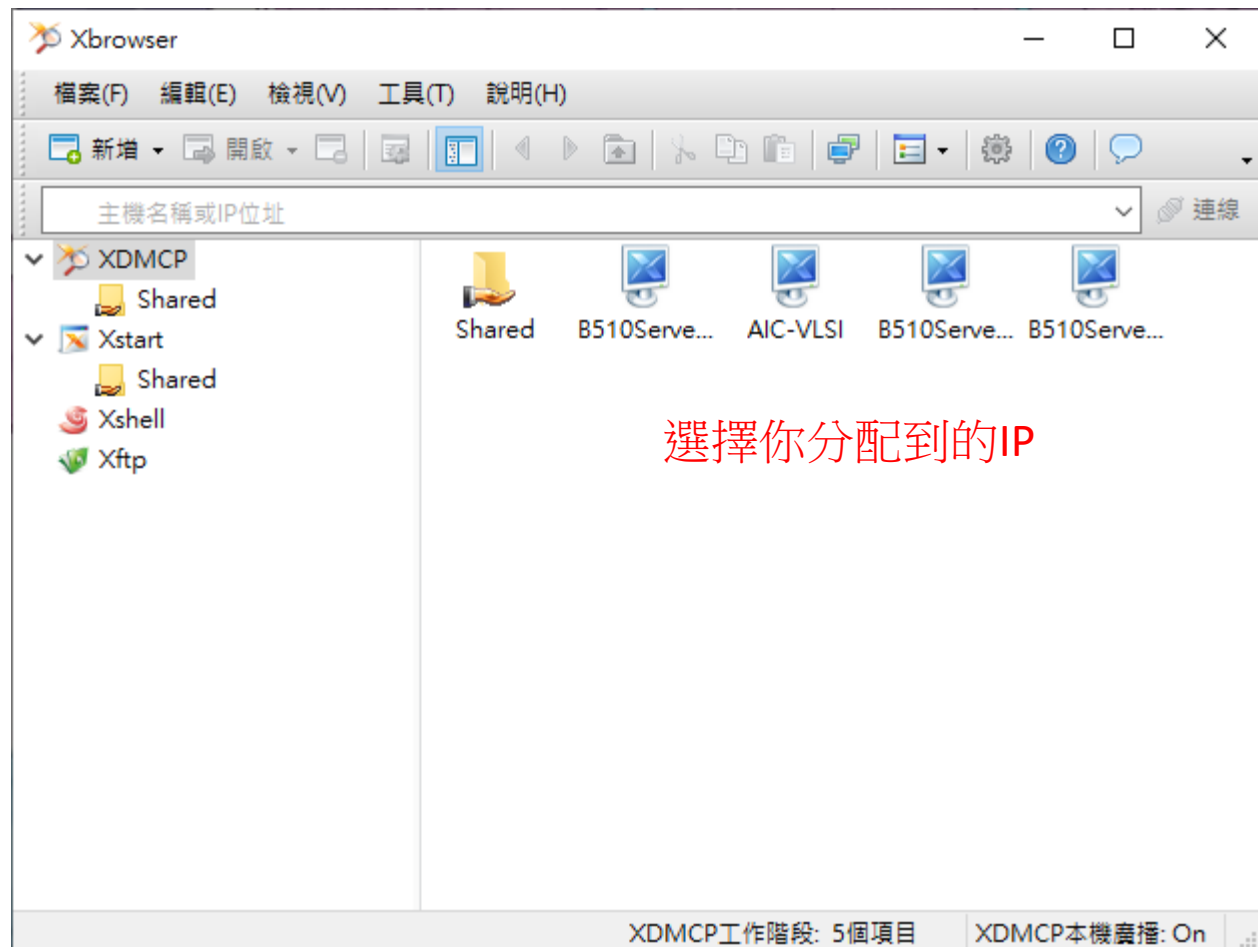 Xbrowser
檔案(F) 編輯(E) 檢視(V) 工具(T) 說明(H)
新增 開啟
主機名稱或IP位址 連線
XDMCP
Shared
Xstart
Shared
Xshell
Xftp
Shared B510Serve... AIC-VLSI B510Serve... B510Serve...
選擇你分配到的IP
XDMCP工作階段: 5個項目 XDMCP本機廣播: On